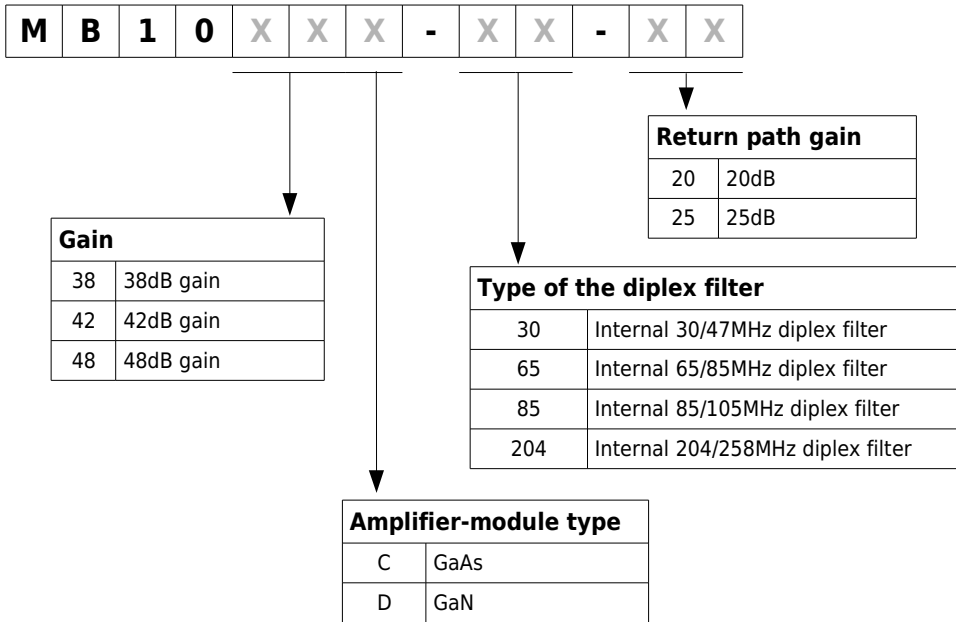 M B 1 0 X X X - X X - X X
Return path gain
20 20dB
25 25dB
Gain
38 38dB gain
42 42dB gain
48 48dB gain
Type of the diplex filter
30 Internal 30/47MHz diplex filter
65 Internal 65/85MHz diplex filter
85 Internal 85/105MHz diplex filter
204 Internal 204/258MHz diplex filter
Amplifier-module type
C GaAs
D GaN